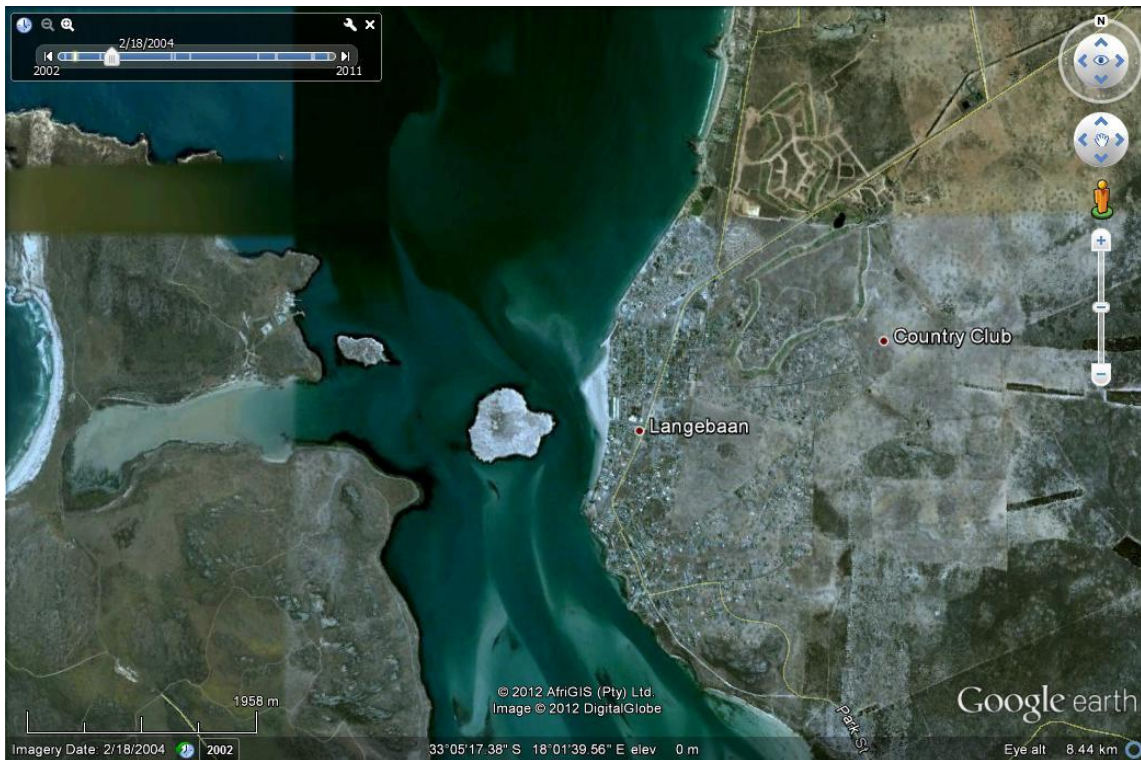 2/18/2004
2002
2011
N
Country Club
Langebaan
Park St
1958 m
© 2012 AfriGIS (Pty) Ltd.
Image © 2012 DigitalGlobe
Google earth
Imagery Date: 2/18/2004
2002
33°05'17.38" S 18°01'39.56" E elev 0 m
Eye alt 8.44 km